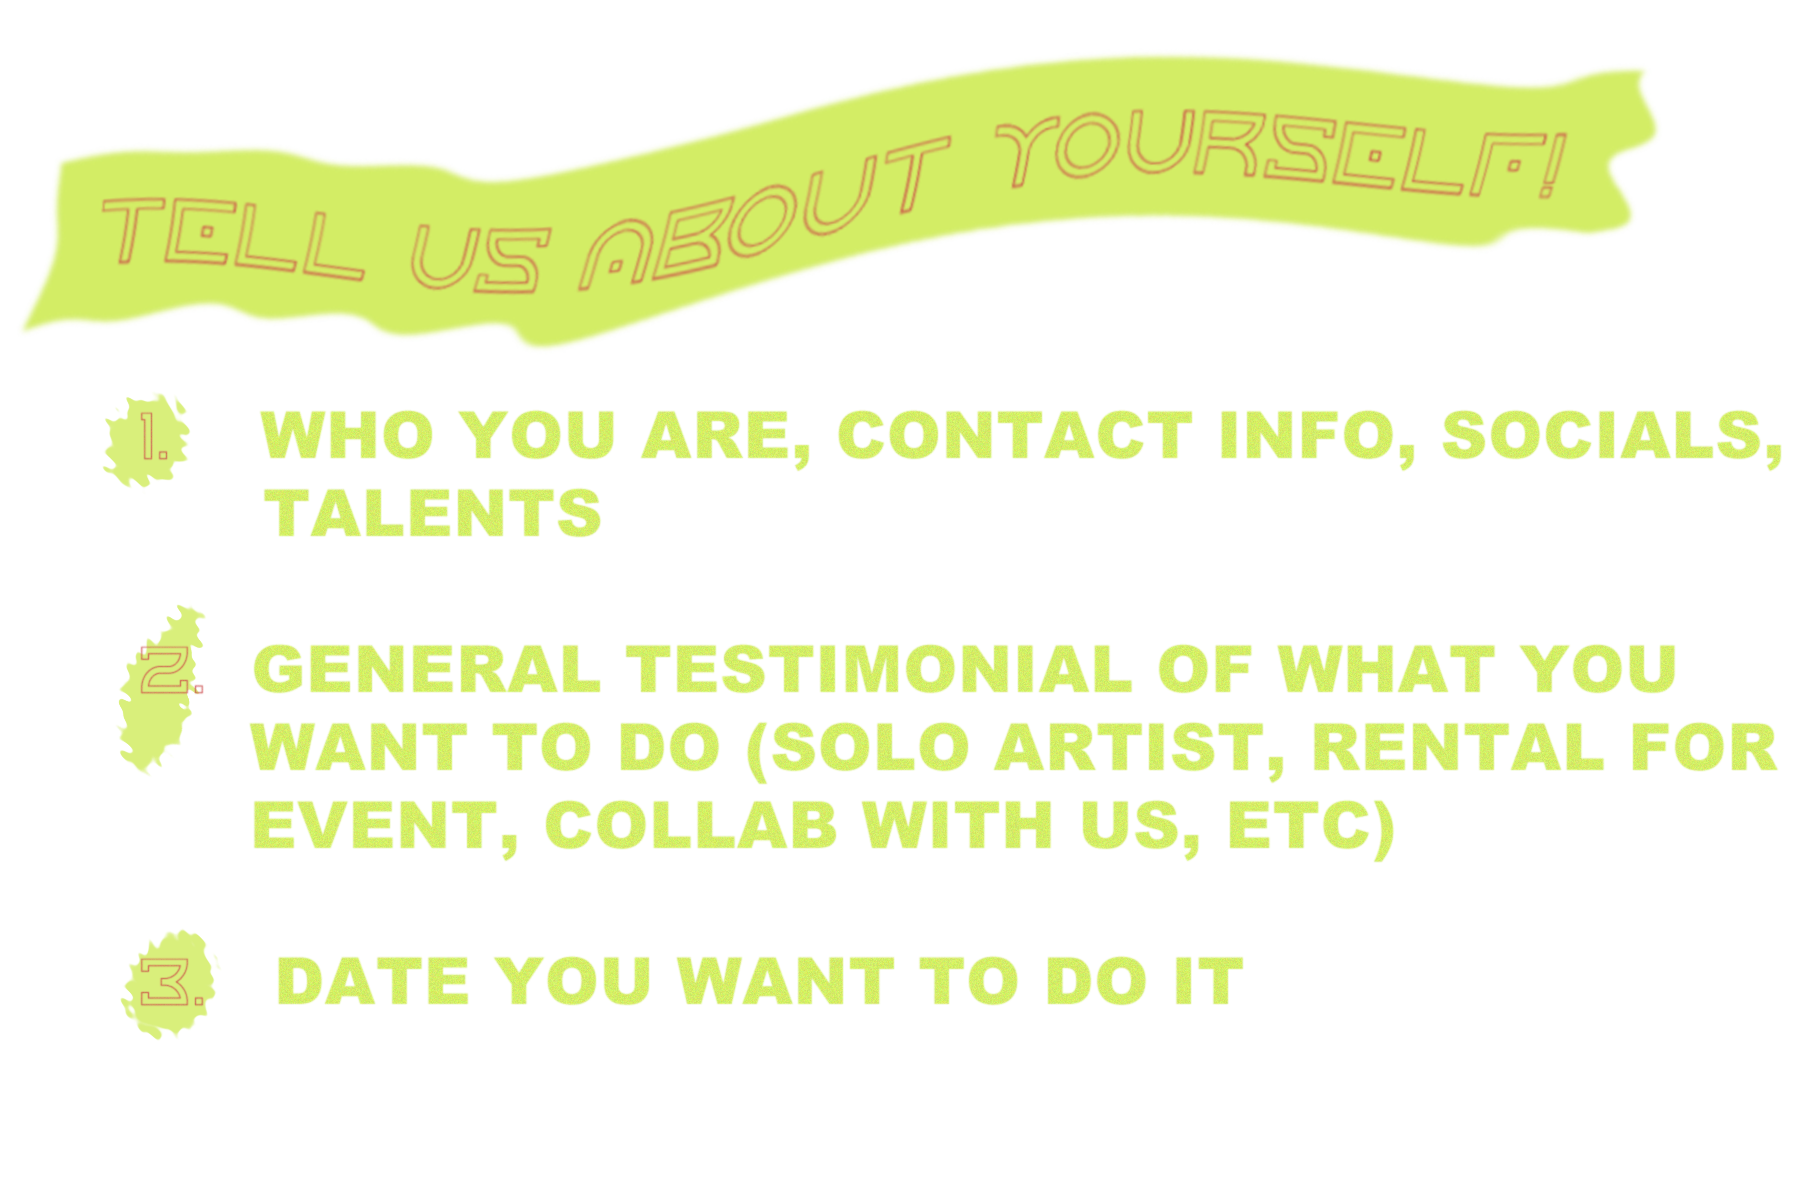 TELL US ABOUT YOURSELF!
1. WHO YOU ARE, CONTACT INFO, SOCIALS,
TALENTS
2. GENERAL TESTIMONIAL OF WHAT YOU
WANT TO DO (SOLO ARTIST, RENTAL FOR
EVENT, COLLAB WITH US, ETC)
3. DATE YOU WANT TO DO IT